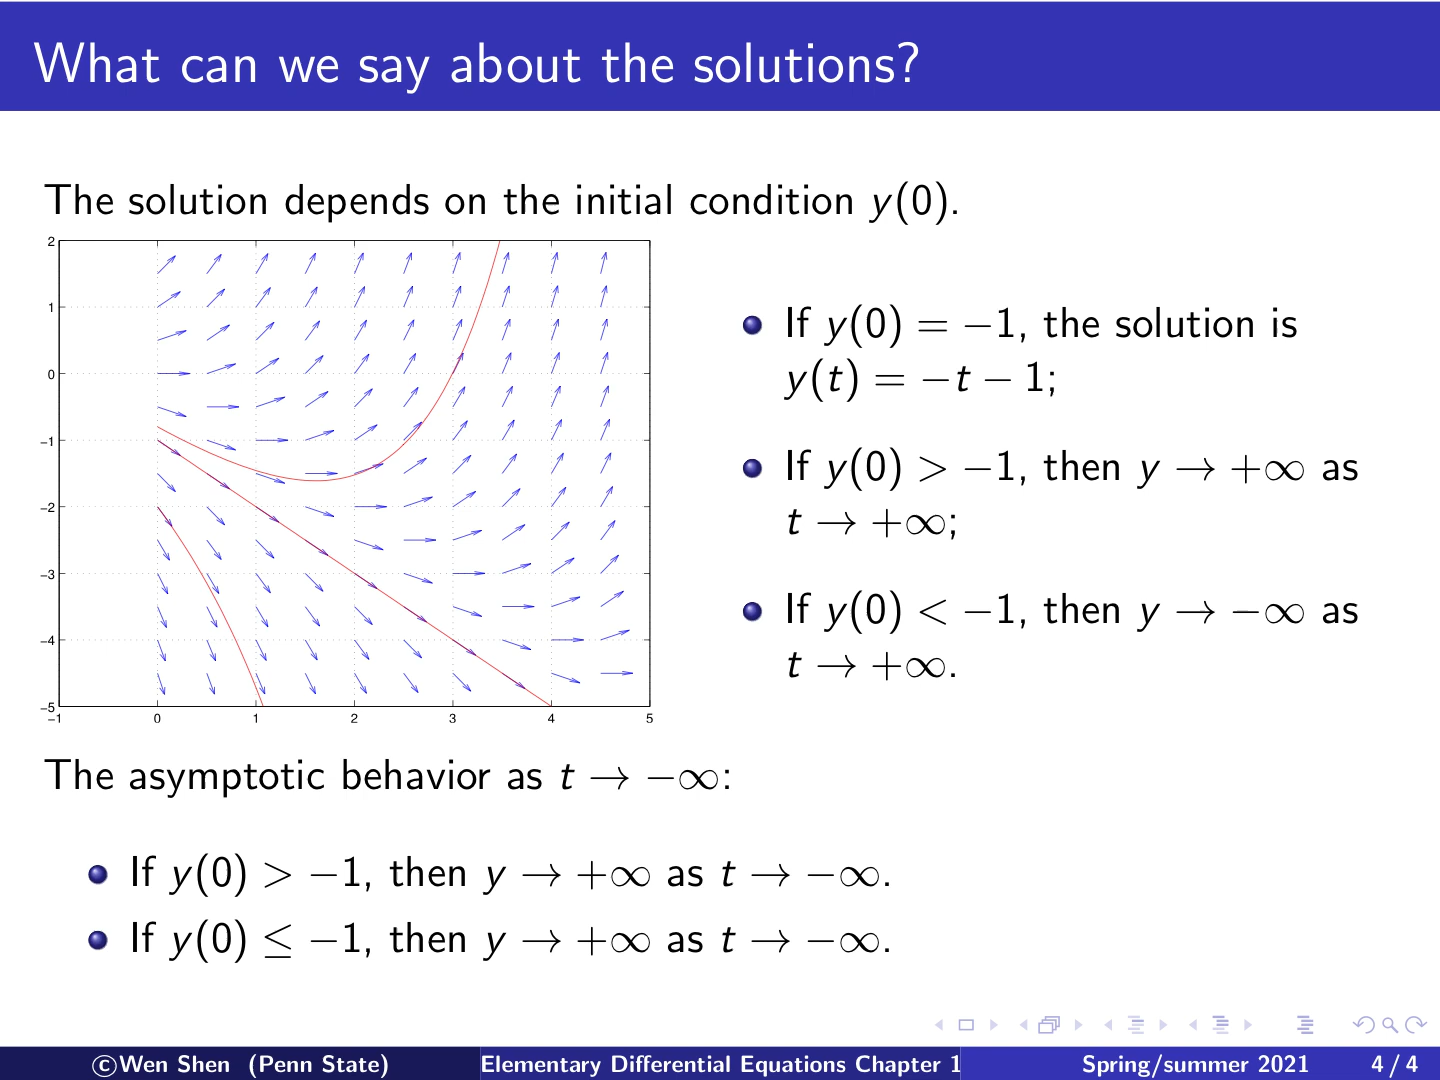 What can we say about the solutions?
The solution depends on the initial condition y(0).
2
1
0
−1
−2
−3
−4
−5
−1 0 1 2 3 4 5
If y(0) = −1, the solution is
y(t) = −t − 1;
If y(0) > −1, then y → +∞ as
t → +∞;
If y(0) < −1, then y → −∞ as
t → +∞.
The asymptotic behavior as t → −∞:
If y(0) > −1, then y → +∞ as t → −∞.
If y(0) ≤ −1, then y → +∞ as t → −∞.
©Wen Shen (Penn State) Elementary Differential Equations Chapter 1 Spring/summer 2021 4 / 4